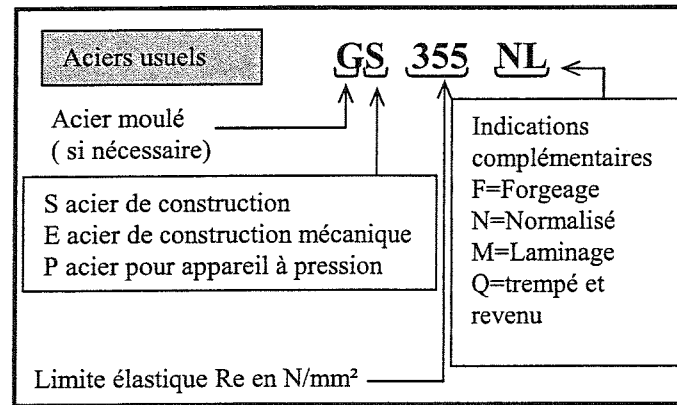 Aciers usuels
GS 355 NL
Acier moulé
( si nécessaire)
S acier de construction
E acier de construction mécanique
P acier pour appareil à pression
Indications
complémentaires
F=Forgeage
N=Normalisé
M=Laminage
Q=trempé et
revenu
Limite élastique Re en N/mm²